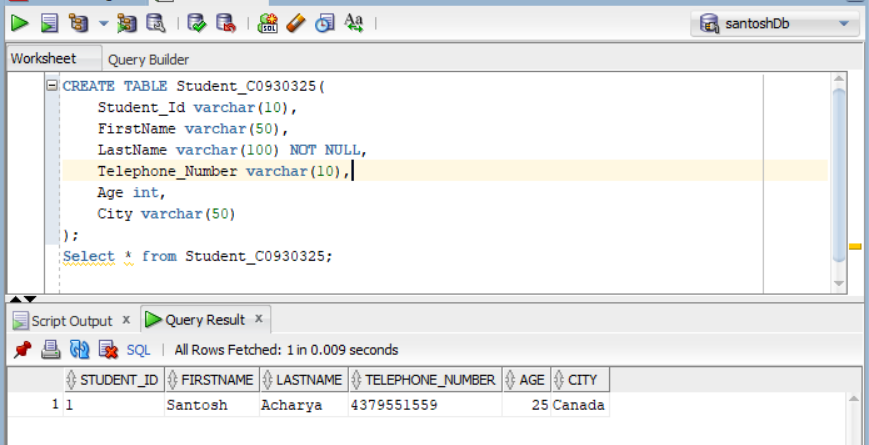 santoshDb
Worksheet Query Builder
CREATE TABLE Student_C0930325(
Student_Id varchar(10),
FirstName varchar(50),
LastName varchar(100) NOT NULL,
Telephone_Number varchar(10),
Age int,
City varchar(50)
);
Select * from Student_C0930325;
Script Output x Query Result x
SQL | All Rows Fetched: 1 in 0.009 seconds
STUDENT_ID FIRSTNAME LASTNAME TELEPHONE_NUMBER AGE CITY
1 1 Santosh Acharya 4379551559 25 Canada